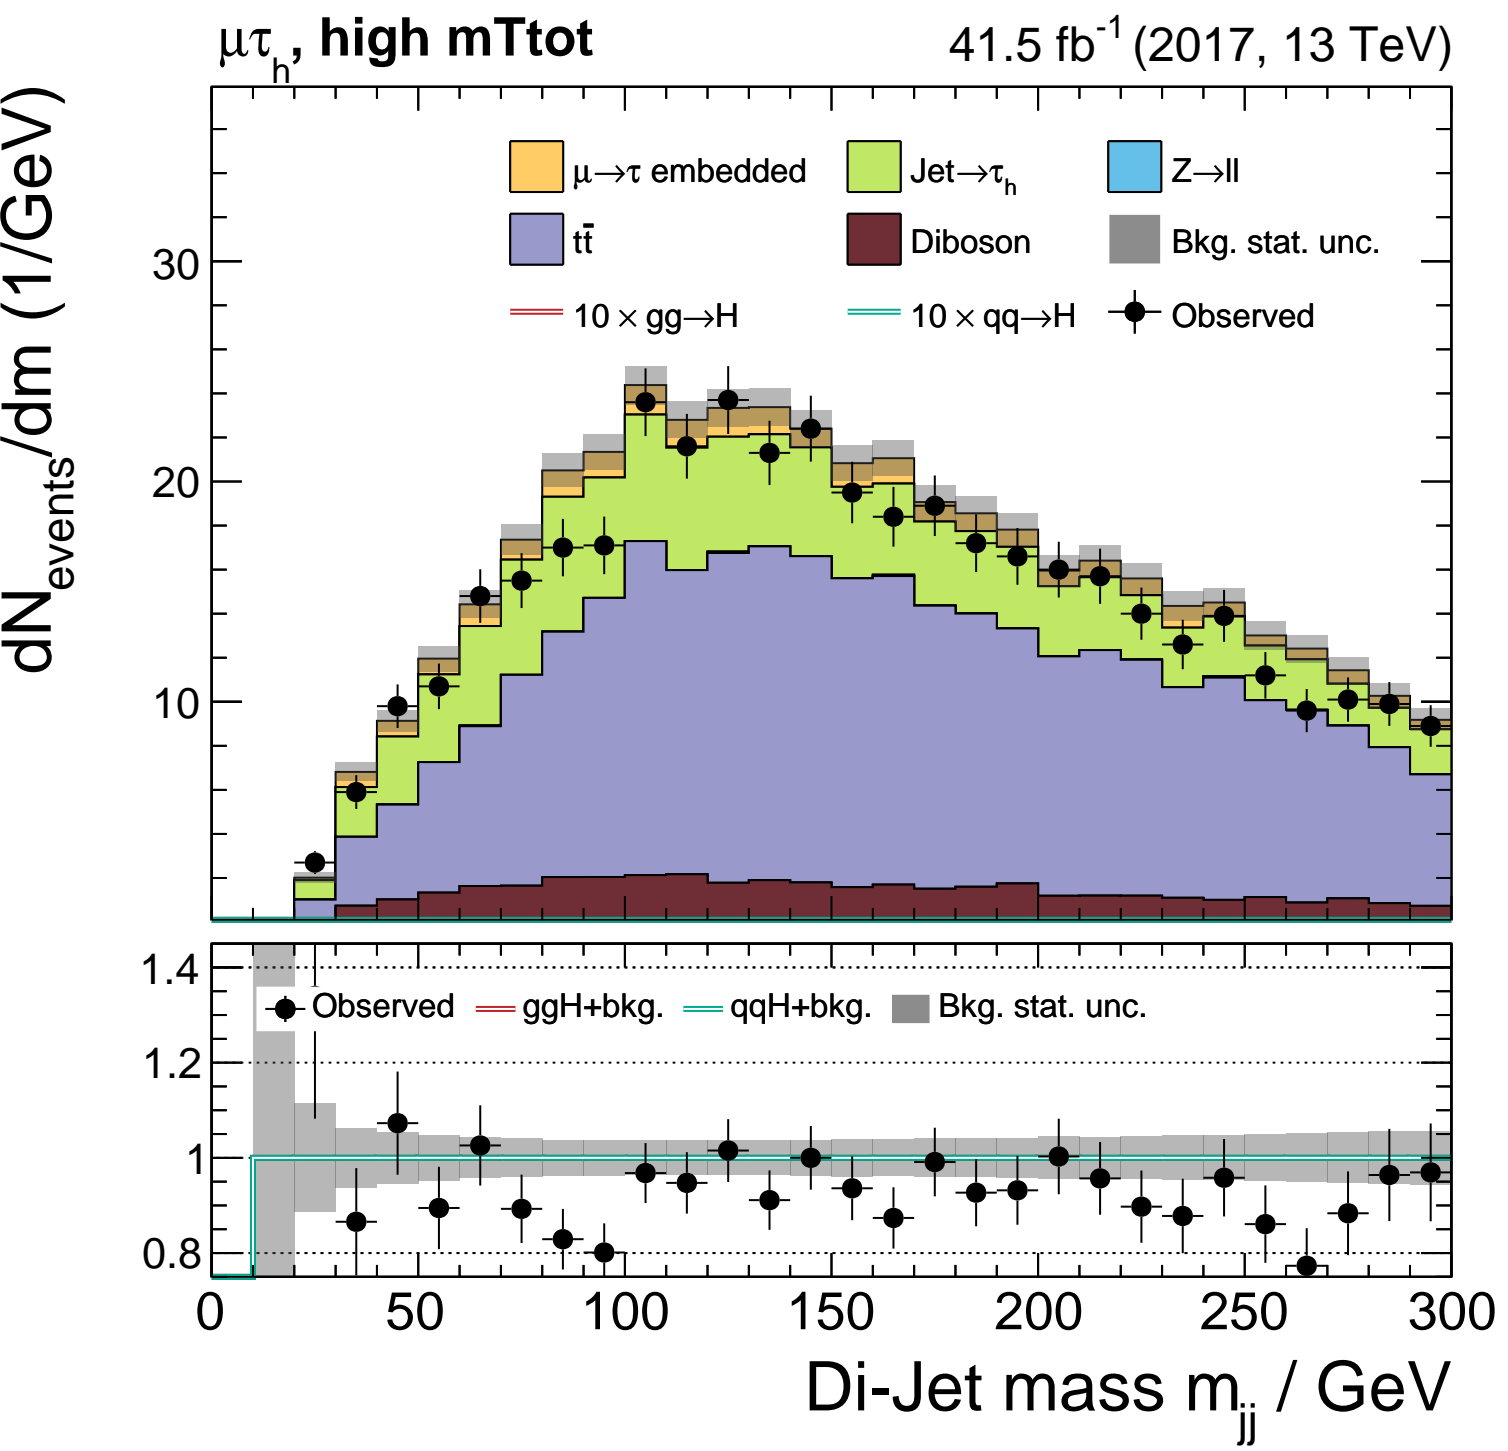 μτh, high mTtot 41.5 fb-1 (2017, 13 TeV)
dNevents/dm (1/GeV)
μ→τ embedded Jet→τh Z→ll
tt̄ Diboson Bkg. stat. unc.
10 × gg→H 10 × qq→H Observed
30
20
10
1.4
Observed ggH+bkg. qqH+bkg. Bkg. stat. unc.
1.2
1
0.8
0 50 100 150 200 250 300
Di-Jet mass mjj / GeV